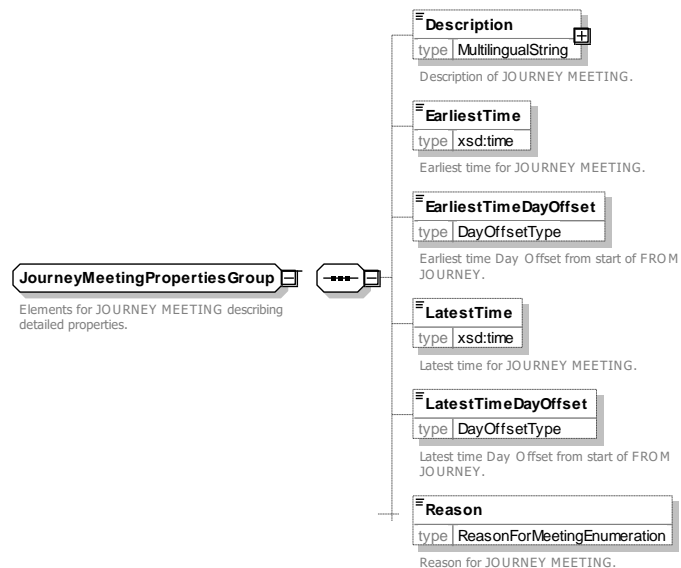 Description
type MultilingualString
Description of JOURNEY MEETING.
EarliestTime
type xsd:time
Earliest time for JOURNEY MEETING.
EarliestTimeDayOffset
type DayOffsetType
Earliest time Day Offset from start of FROM
JOURNEY.
JourneyMeetingPropertiesGroup
Elements for JOURNEY MEETING describing
detailed properties.
LatestTime
type xsd:time
Latest time for JOURNEY MEETING.
LatestTimeDayOffset
type DayOffsetType
Latest time Day Offset from start of FROM
JOURNEY.
Reason
type ReasonForMeetingEnumeration
Reason for JOURNEY MEETING.